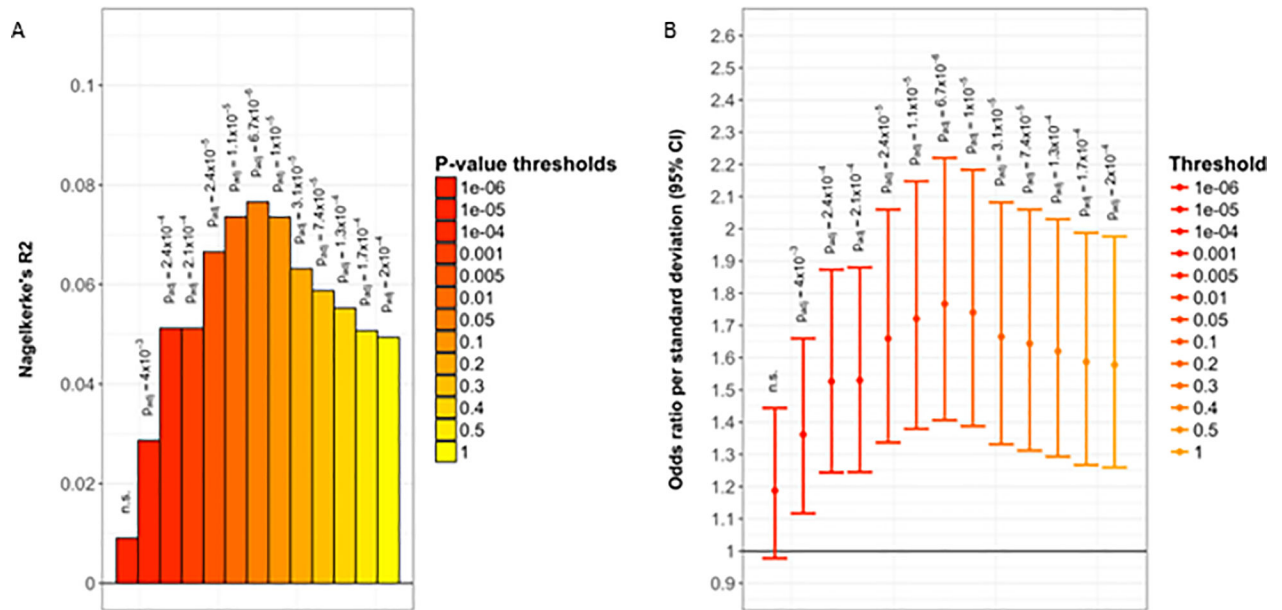 A
Nagelkerke's R2
0.1
0.08
0.06
0.04
0.02
0
n.s.
padj = 4x10⁻³
padj = 2.4x10⁻⁴
padj = 2.1x10⁻⁴
padj = 2.4x10⁻⁵
padj = 1.1x10⁻⁵
padj = 6.7x10⁻⁶
padj = 1x10⁻⁵
padj = 3.1x10⁻⁵
padj = 7.4x10⁻⁵
padj = 1.3x10⁻⁴
padj = 1.7x10⁻⁴
padj = 2x10⁻⁴
P-value thresholds
1e-06
1e-05
1e-04
0.001
0.005
0.01
0.05
0.1
0.2
0.3
0.4
0.5
1
B
Odds ratio per standard deviation (95% CI)
2.6
2.5
2.4
2.3
2.2
2.1
2
1.9
1.8
1.7
1.6
1.5
1.4
1.3
1.2
1.1
1
0.9
n.s.
padj = 4x10⁻³
padj = 2.4x10⁻⁴
padj = 2.1x10⁻⁴
padj = 2.4x10⁻⁵
padj = 1.1x10⁻⁵
padj = 6.7x10⁻⁶
padj = 1x10⁻⁵
padj = 3.1x10⁻⁵
padj = 7.4x10⁻⁵
padj = 1.3x10⁻⁴
padj = 1.7x10⁻⁴
padj = 2x10⁻⁴
Threshold
1e-06
1e-05
1e-04
0.001
0.005
0.01
0.05
0.1
0.2
0.3
0.4
0.5
1